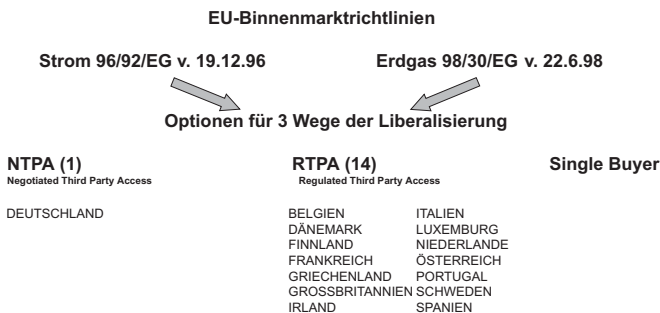 EU-Binnenmarktrichtlinien
Strom 96/92/EG v. 19.12.96
Erdgas 98/30/EG v. 22.6.98
Optionen für 3 Wege der Liberalisierung
NTPA (1)
Negotiated Third Party Access
DEUTSCHLAND
RTPA (14)
Regulated Third Party Access
BELGIEN
DÄNEMARK
FINNLAND
FRANKREICH
GRIECHENLAND
GROSSBRITANNIEN
IRLAND
ITALIEN
LUXEMBURG
NIEDERLANDE
ÖSTERREICH
PORTUGAL
SCHWEDEN
SPANIEN
Single Buyer